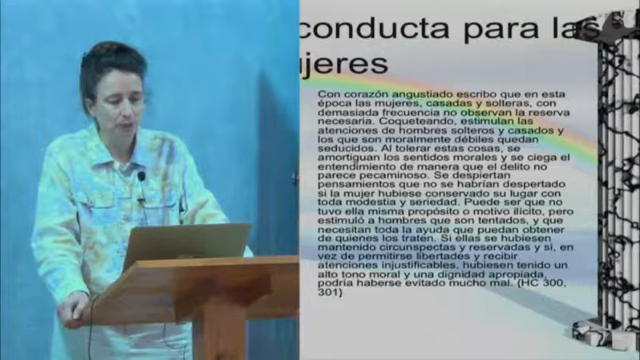 conducta para las
jeres
Con corazón angustiado escribo que en esta
época las mujeres, casadas y solteras, con
demasiada frecuencia no observan la reserva
necesaria. Coqueteando, estimulan las
atenciones de hombres solteros y casados y
los que son moralmente débiles quedan
seducidos. Al tolerar estas cosas, se
amortiguan los sentidos morales y se ciega el
entendimiento de manera que el delito no
parece pecaminoso. Se despiertan
pensamientos que no se habrían despertado
si la mujer hubiese conservado su lugar con
toda modestia y seriedad. Puede ser que no
tuvo ella misma propósito o motivo ilícito, pero
estimuló a hombres que son tentados, y que
necesitan toda la ayuda que puedan obtener
de quienes los traten. Si ellas se hubiesen
mantenido circunspectas y reservadas y si, en
vez de permitirse libertades y recibir
atenciones injustificables, hubiesen tenido un
alto tono moral y una dignidad apropiada,
podría haberse evitado mucho mal. (HC 300,
301)